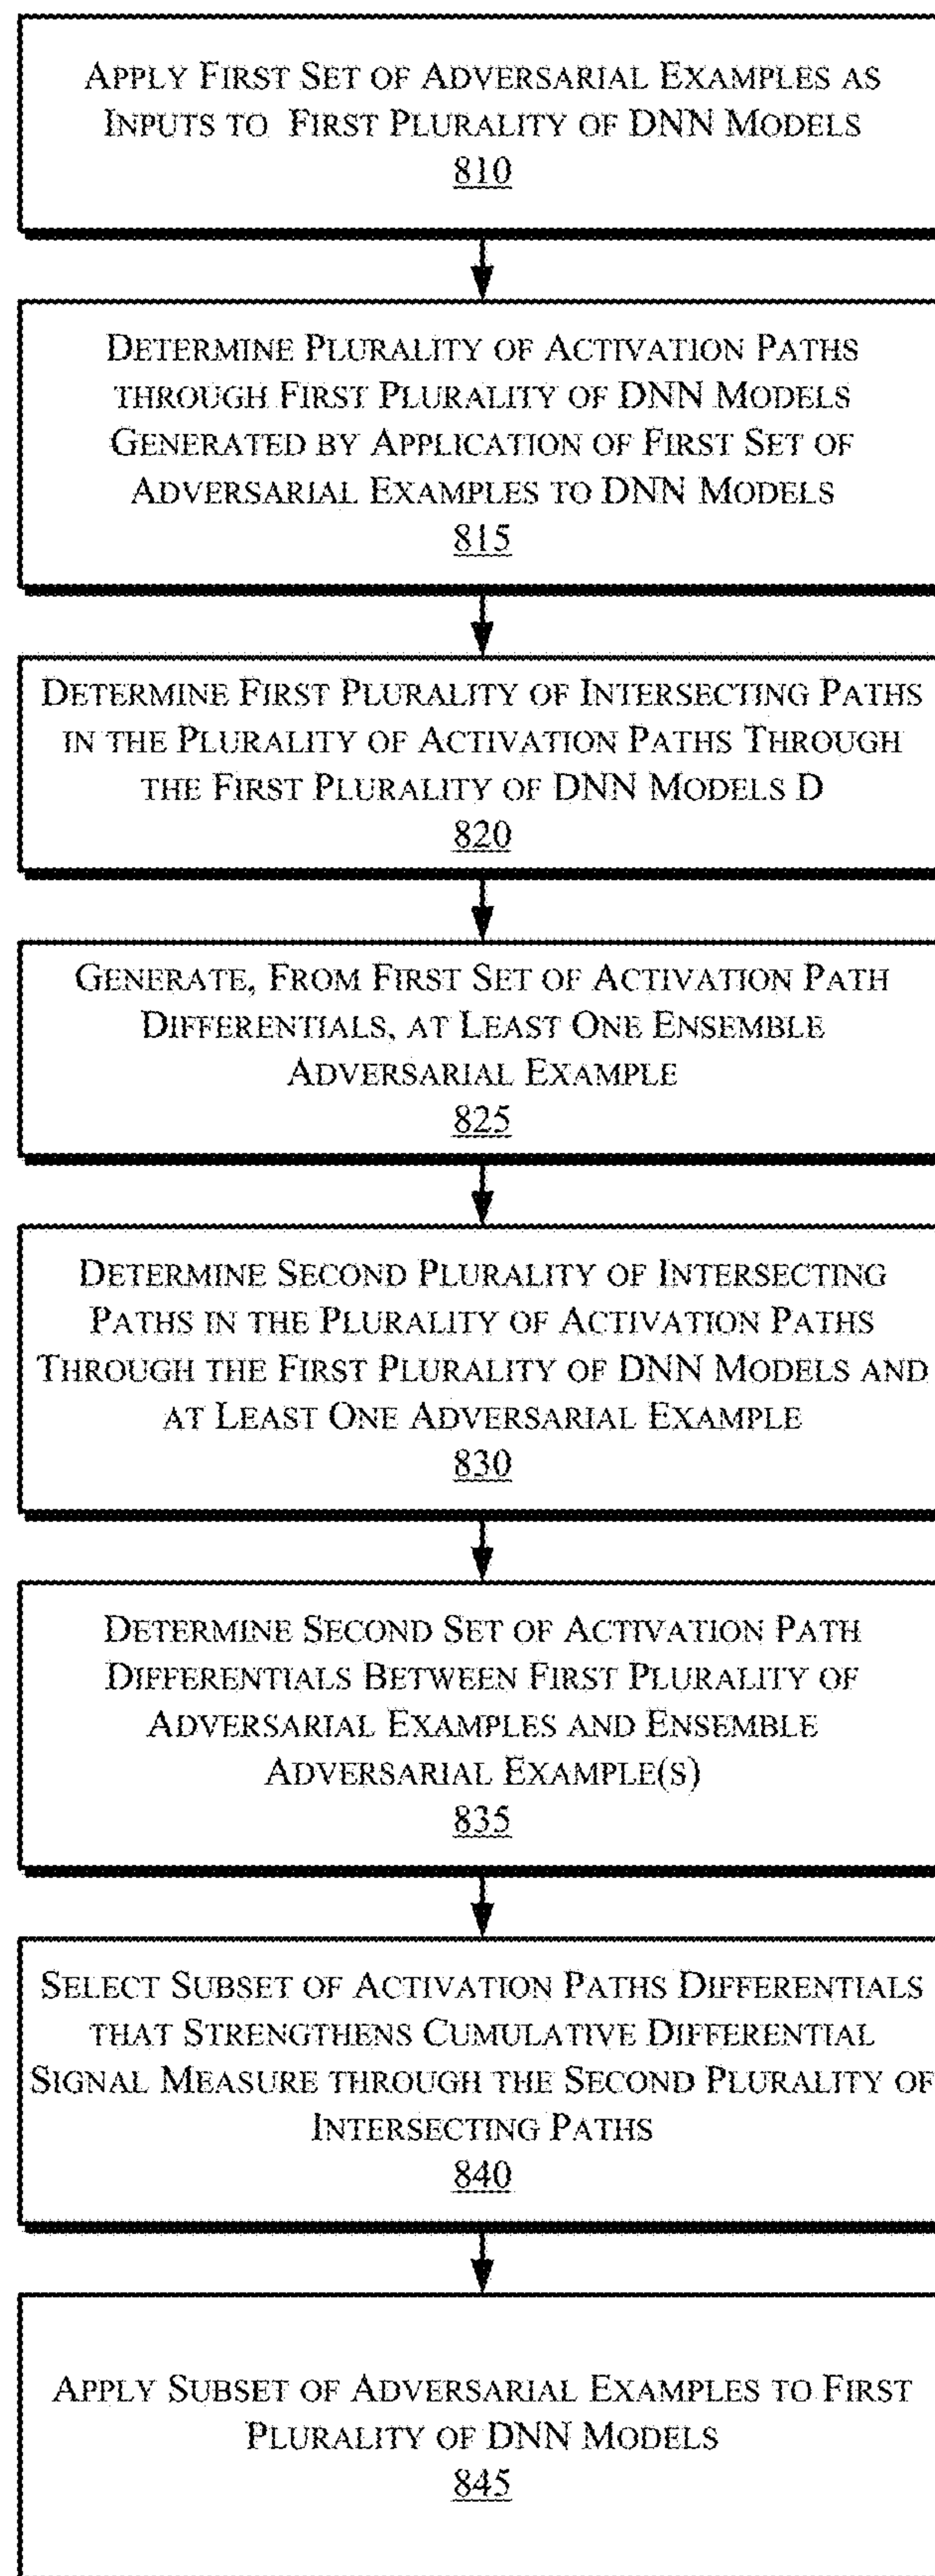 APPLY FIRST SET OF ADVERSARIAL EXAMPLES AS
INPUTS TO FIRST PLURALITY OF DNN MODELS
810
DETERMINE PLURALITY OF ACTIVATION PATHS
THROUGH FIRST PLURALITY OF DNN MODELS
GENERATED BY APPLICATION OF FIRST SET OF
ADVERSARIAL EXAMPLES TO DNN MODELS
815
DETERMINE FIRST PLURALITY OF INTERSECTING PATHS
IN THE PLURALITY OF ACTIVATION PATHS THROUGH
THE FIRST PLURALITY OF DNN MODELS D
820
GENERATE, FROM FIRST SET OF ACTIVATION PATH
DIFFERENTIALS, AT LEAST ONE ENSEMBLE
ADVERSARIAL EXAMPLE
825
DETERMINE SECOND PLURALITY OF INTERSECTING
PATHS IN THE PLURALITY OF ACTIVATION PATHS
THROUGH THE FIRST PLURALITY OF DNN MODELS AND
AT LEAST ONE ADVERSARIAL EXAMPLE
830
DETERMINE SECOND SET OF ACTIVATION PATH
DIFFERENTIALS BETWEEN FIRST PLURALITY OF
ADVERSARIAL EXAMPLES AND ENSEMBLE
ADVERSARIAL EXAMPLE(S)
835
SELECT SUBSET OF ACTIVATION PATHS DIFFERENTIALS
THAT STRENGTHENS CUMULATIVE DIFFERENTIAL
SIGNAL MEASURE THROUGH THE SECOND PLURALITY OF
INTERSECTING PATHS
840
APPLY SUBSET OF ADVERSARIAL EXAMPLES TO FIRST
PLURALITY OF DNN MODELS
845